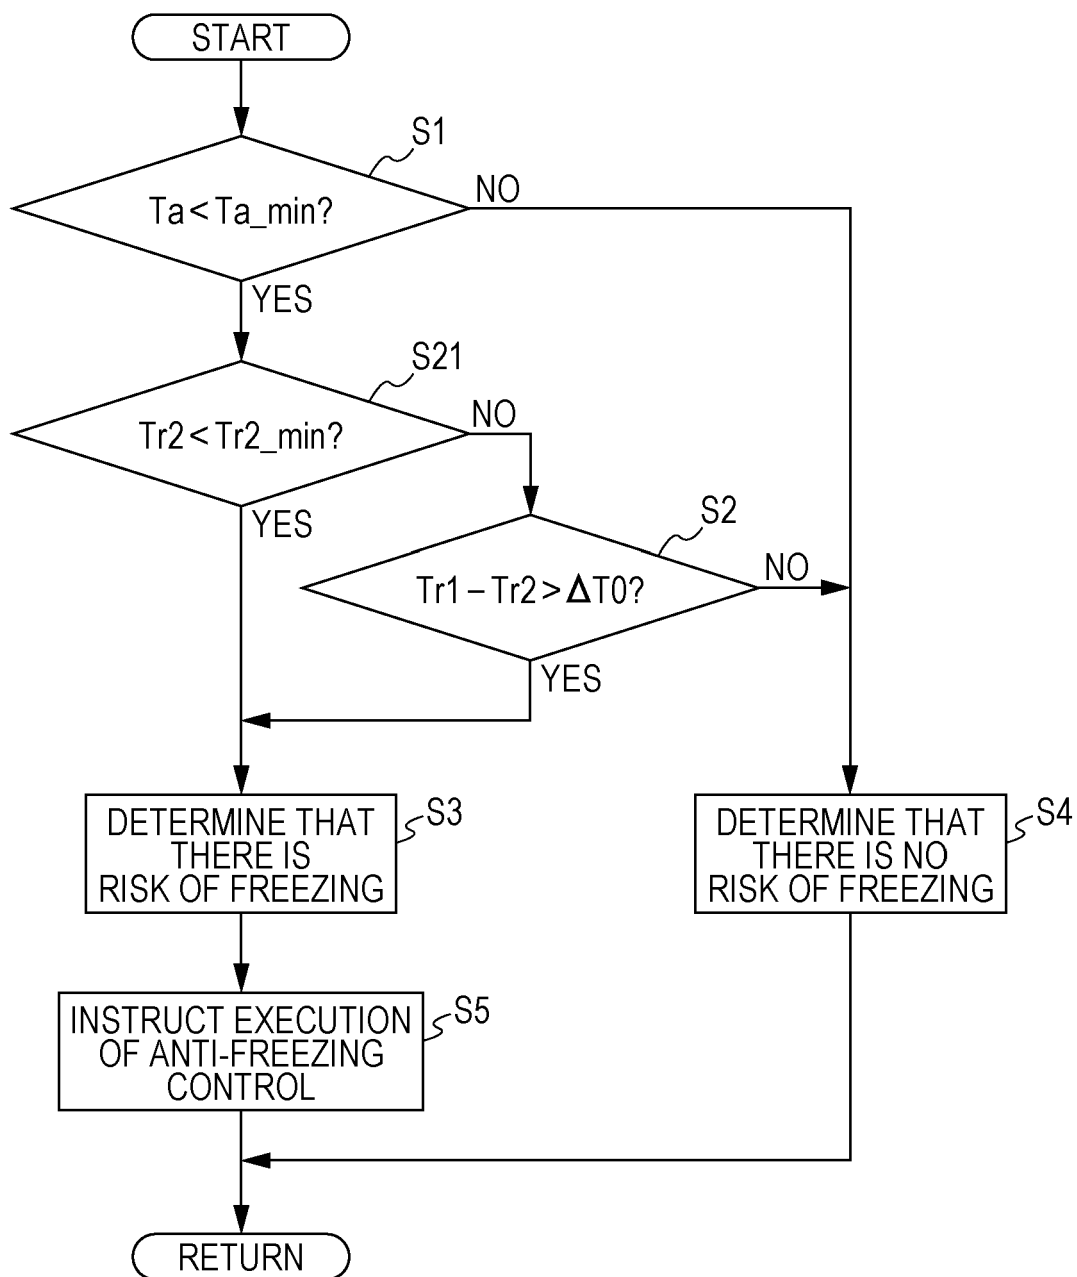 START
S1
Ta < Ta_min?
NO
YES
S21
Tr2 < Tr2_min?
NO
YES
S2
Tr1 – Tr2 > ΔT0?
NO
YES
DETERMINE THAT
THERE IS
RISK OF FREEZING
S3
DETERMINE THAT
THERE IS NO
RISK OF FREEZING
S4
INSTRUCT EXECUTION
OF ANTI-FREEZING
CONTROL
S5
RETURN